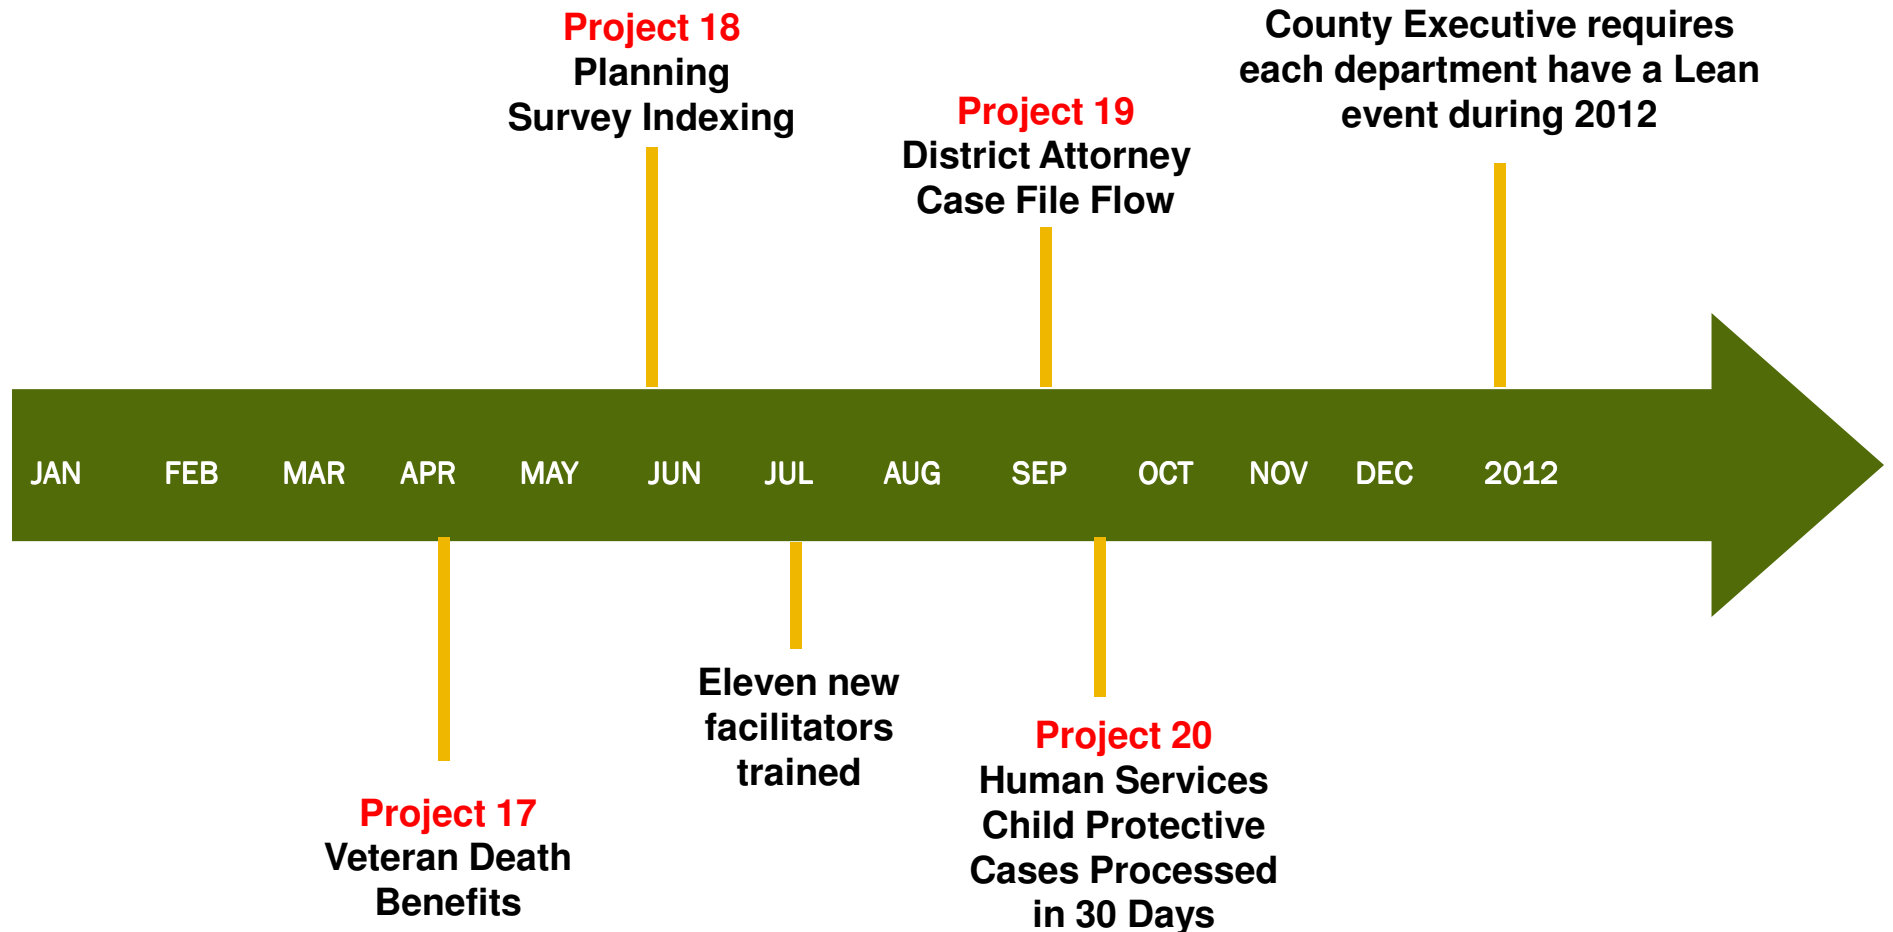 Project 18
Planning
Survey Indexing
Project 19
District Attorney
Case File Flow
County Executive requires
each department have a Lean
event during 2012
JAN FEB MAR APR MAY JUN JUL AUG SEP OCT NOV DEC 2012
Project 17
Veteran Death
Benefits
Eleven new
facilitators
trained
Project 20
Human Services
Child Protective
Cases Processed
in 30 Days